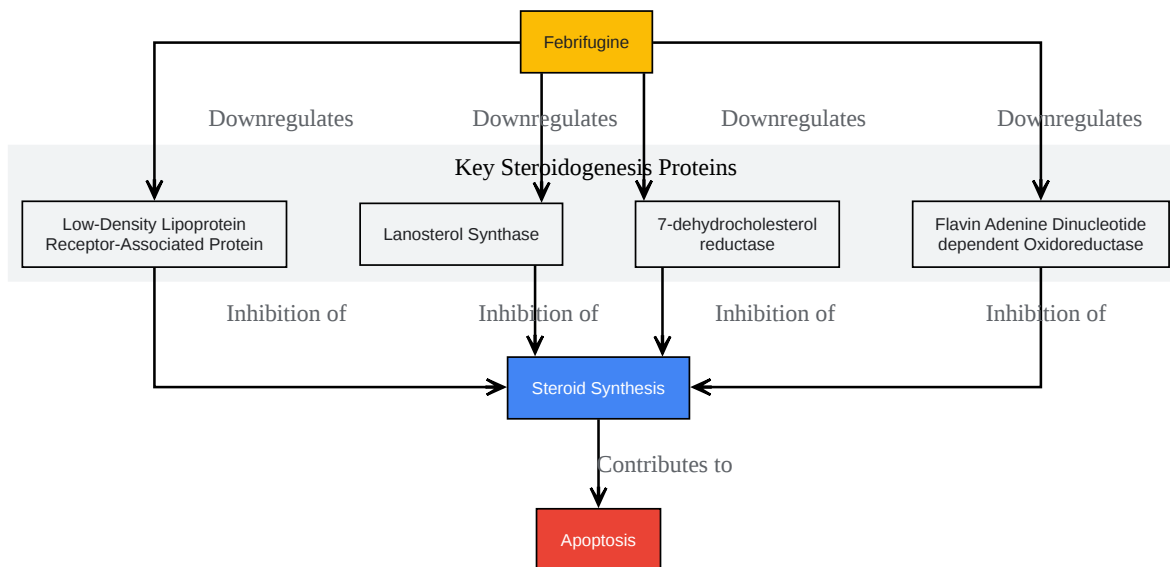 Febrifugine
Downregulates
Downregulates
Downregulates
Downregulates
Key Steroidogenesis Proteins
Low-Density Lipoprotein
Receptor-Associated Protein
Lanosterol Synthase
7-dehydrocholesterol
reductase
Flavin Adenine Dinucleotide
dependent Oxidoreductase
Inhibition of
Inhibition of
Inhibition of
Inhibition of
Steroid Synthesis
Contributes to
Apoptosis